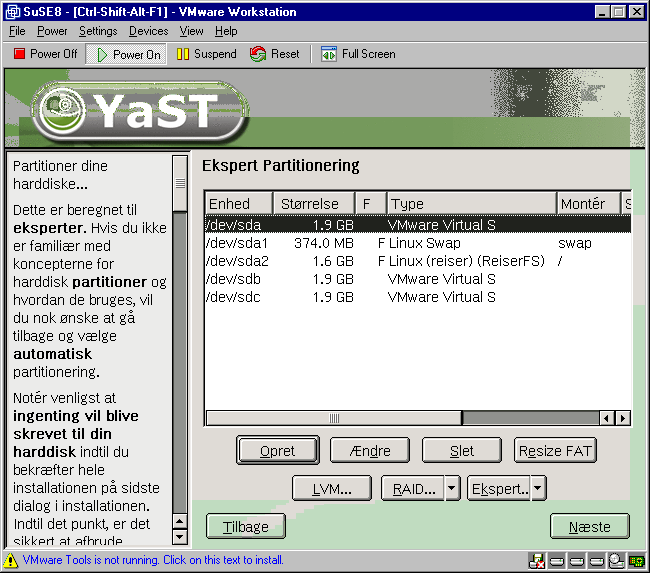 SuSE8 - [Ctrl-Shift-Alt-F1] - VMware Workstation
File Power Settings Devices View Help
Power Off Power On Suspend Reset Full Screen
YaST
Partitioner dine
harddiske...
Dette er beregnet til
eksperter. Hvis du ikke
er familiær med
koncepterne for
harddisk partitioner og
hvordan de bruges, vil
du nok ønske at gå
tilbage og vælge
automatisk
partitionering.
Notér venligst at
ingenting vil blive
skrevet til din
harddisk indtil du
bekræfter hele
installationen på sidste
dialog i installationen.
Indtil det punkt, er det
sikkert at afbryde
Ekspert Partitionering
Enhed Størrelse F Type Montér S
/dev/sda 1.9 GB VMware Virtual S
/dev/sda1 374.0 MB F Linux Swap swap
/dev/sda2 1.6 GB F Linux (reiser) (ReiserFS) /
/dev/sdb 1.9 GB VMware Virtual S
/dev/sdc 1.9 GB VMware Virtual S
Opret Ændre Slet Resize FAT
LVM... RAID... Ekspert..
Tilbage Næste
VMware Tools is not running. Click on this text to install.